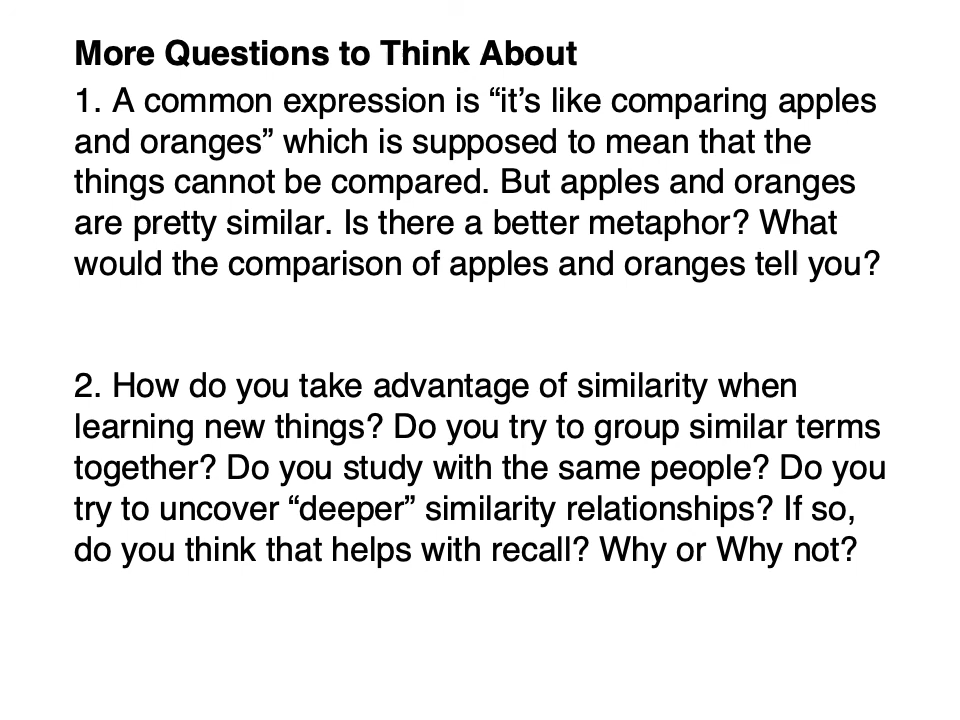 More Questions to Think About
1. A common expression is “it’s like comparing apples
and oranges” which is supposed to mean that the
things cannot be compared. But apples and oranges
are pretty similar. Is there a better metaphor? What
would the comparison of apples and oranges tell you?
2. How do you take advantage of similarity when
learning new things? Do you try to group similar terms
together? Do you study with the same people? Do you
try to uncover “deeper” similarity relationships? If so,
do you think that helps with recall? Why or Why not?